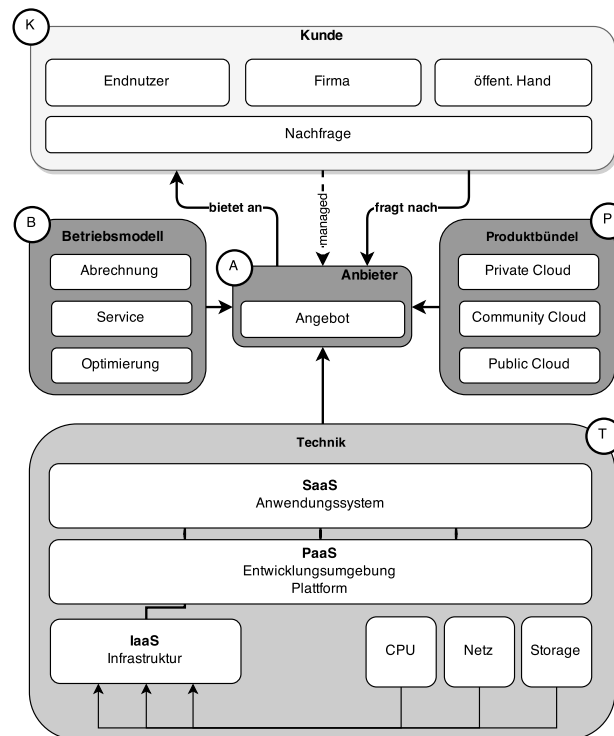 K
Kunde
Endnutzer
Firma
öffent. Hand
Nachfrage
bietet an
managed
fragt nach
B
Betriebsmodell
Abrechnung
Service
Optimierung
A
Anbieter
Angebot
P
Produktbündel
Private Cloud
Community Cloud
Public Cloud
T
Technik
SaaS
Anwendungssystem
PaaS
Entwicklungsumgebung
Plattform
IaaS
Infrastruktur
CPU
Netz
Storage